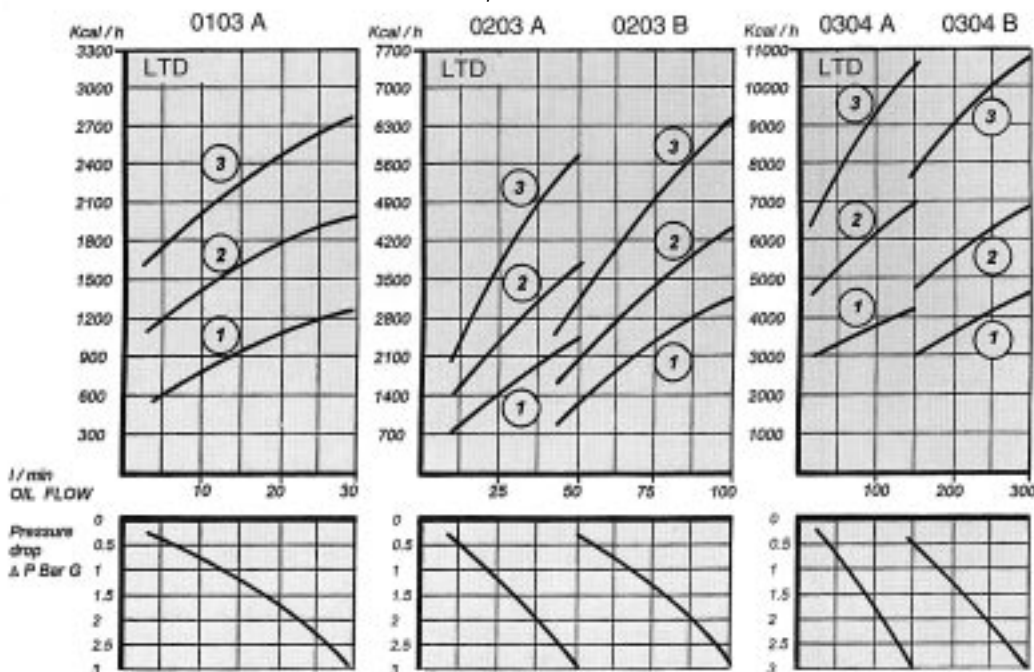 0103 A 0203 A 0203 B 0304 A 0304 B
Kcal / h Kcal / h Kcal / h
3300 7700 11000
LTD LTD LTD
3000 7000 10000
2700 6300 9000
2400 5600 8000
2100 4900 7000
1800 4200 6000
1500 3500 5000
1200 2800 4000
900 2100 3000
600 1400 2000
300 700 1000
3 3 3 3 3
2 2 2 2 2
1 1 1 1 1
l / min
OIL FLOW
10 20 30 25 50 75 100 100 200 300
Pressure
drop
Δ P Bar G
0 0 0
0.5 0.5 0.5
1 1 1
1.5 1.5 1.5
2 2 2
2.5 2.5 2.5
3 3 3